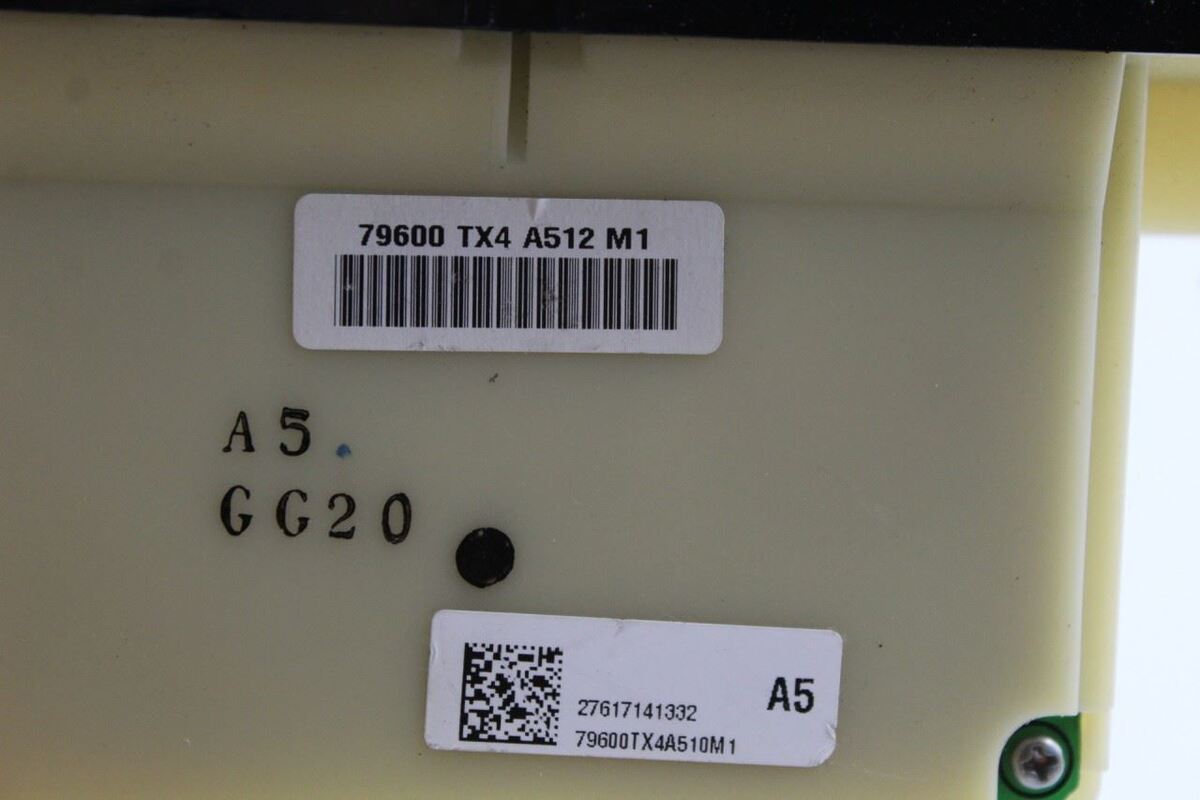 79600 TX4 A512 M1
A5.
GG20
A5
27617141332
79600TX4A510M1